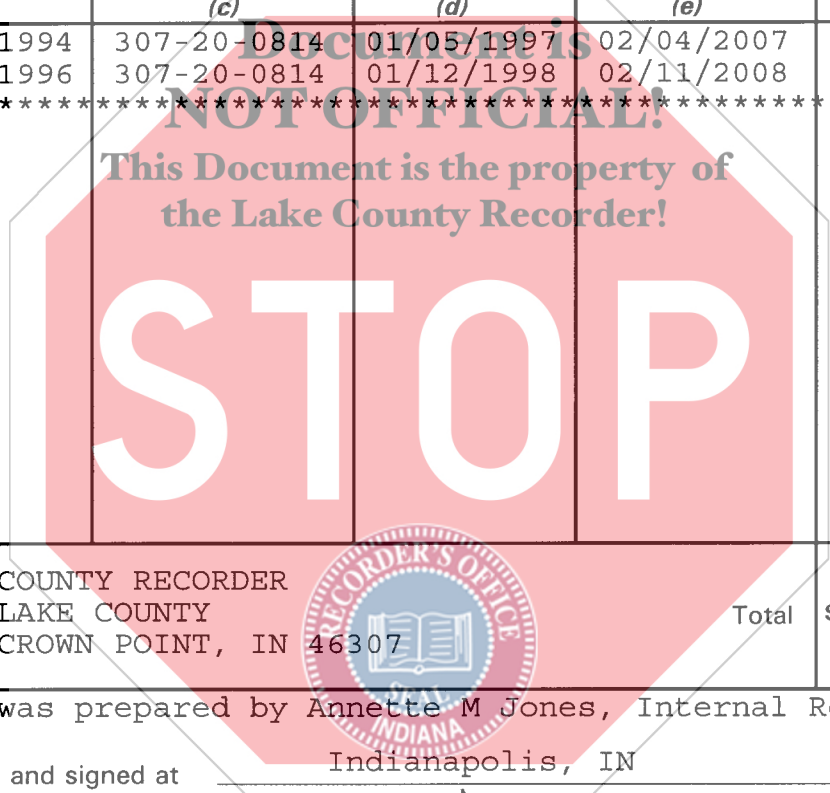 (c) (d) (e)
1994 307-20-0814 01/05/1997 02/04/2007
1996 307-20-0814 01/12/1998 02/11/2008
**********************************************
Document is
NOT OFFICIAL!
This Document is the property of
the Lake County Recorder!
STOP
RECORDER'S OFFICE
SEAL
INDIANA
COUNTY RECORDER
LAKE COUNTY
CROWN POINT, IN 46307
Total
was prepared by Annette M Jones, Internal
Indianapolis, IN
and signed at